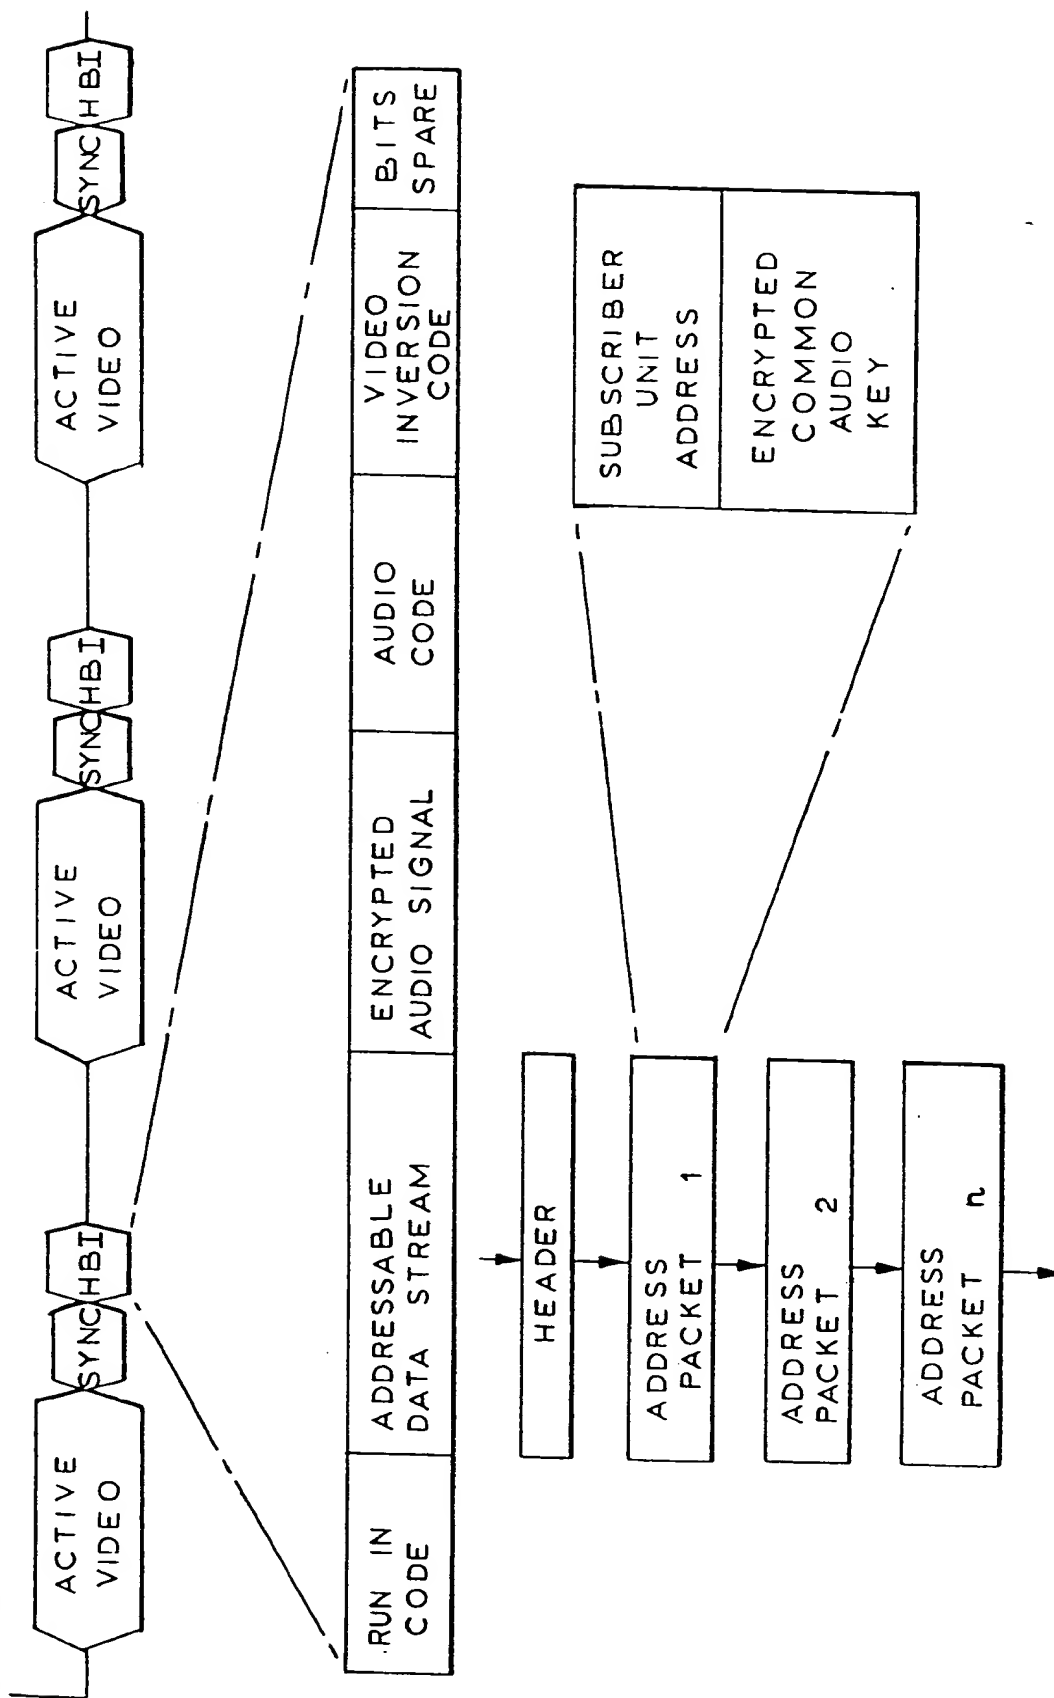 ACTIVE
VIDEO
SYNC
HBI
ACTIVE
VIDEO
SYNC
HBI
ACTIVE
VIDEO
SYNC
HBI
RUN IN
CODE
ADDRESSABLE
DATA STREAM
ENCRYPTED
AUDIO SIGNAL
AUDIO
CODE
VIDEO
INVERSION
CODE
BITS
SPARE
HEADER
ADDRESS
PACKET 1
ADDRESS
PACKET 2
ADDRESS
PACKET n
SUBSCRIBER
UNIT
ADDRESS
ENCRYPTED
COMMON
AUDIO
KEY